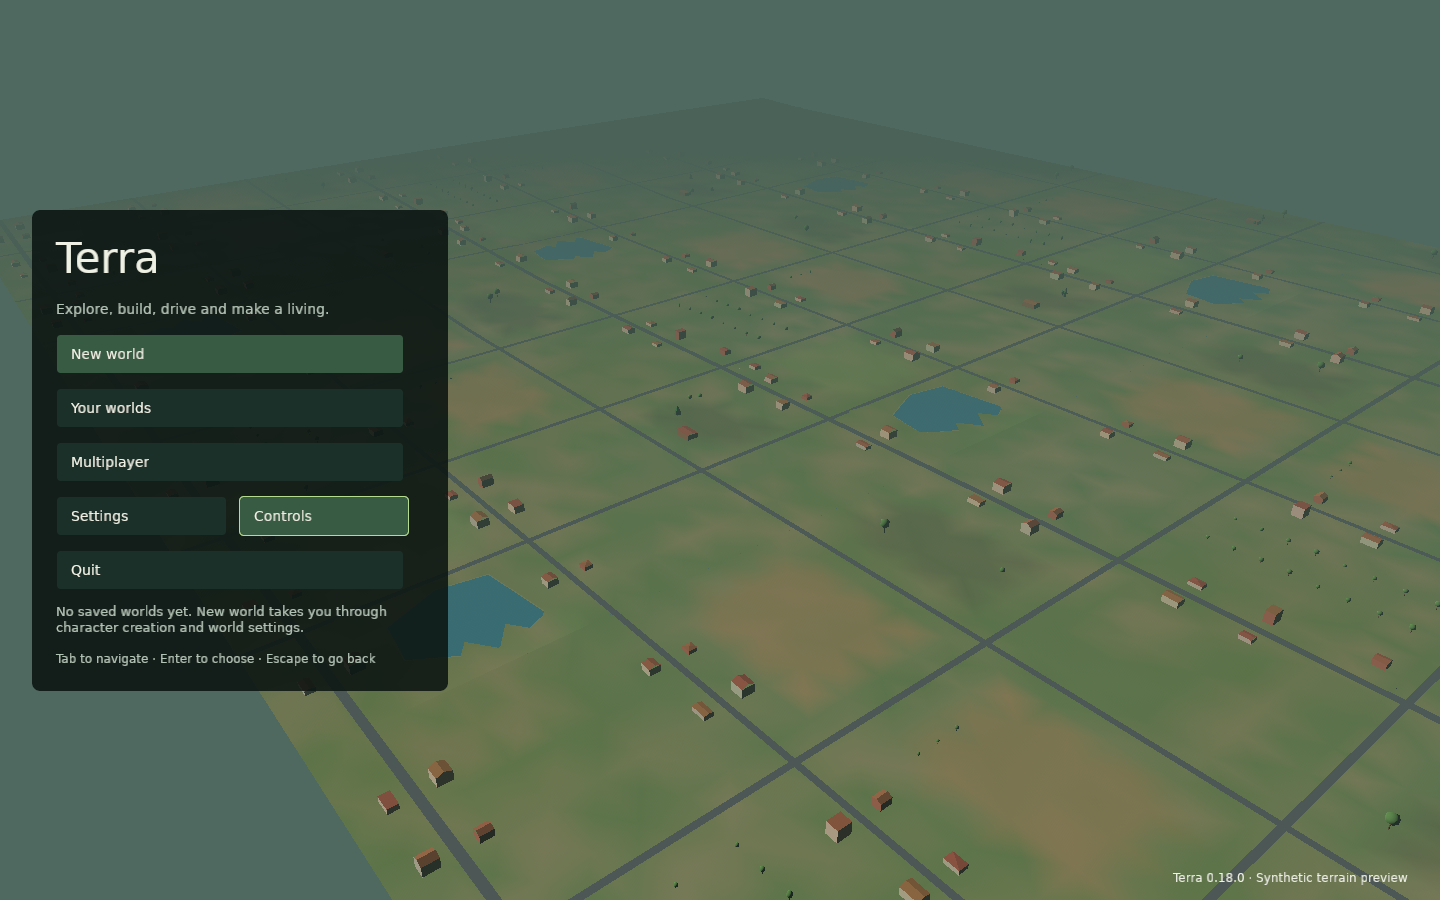 Terra
Explore, build, drive and make a living.
New world
Your worlds
Multiplayer
Settings
Controls
Quit
No saved worlds yet. New world takes you through
character creation and world settings.
Tab to navigate · Enter to choose · Escape to go back
Terra 0.18.0 · Synthetic terrain preview